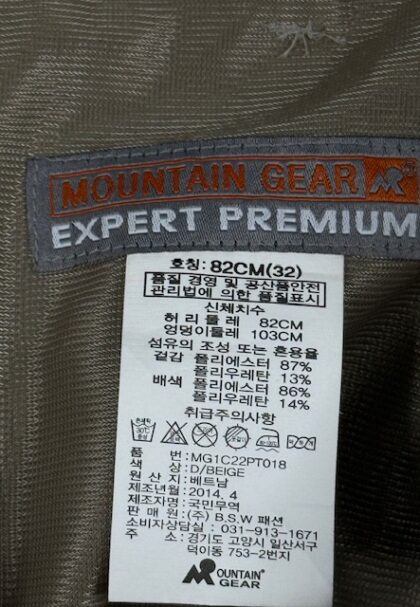 MOUNTAIN GEAR
EXPERT PREMIUM
호칭: 82CM(32)
품질 경영 및 공산품안전
관리법에 의한 품질표시
신체치수
허리둘레 82CM
엉덩이둘레 103CM
섬유의 조성 또는 혼용율
겉감 폴리에스터 87%
폴리우레탄 13%
배색 폴리에스터 86%
폴리우레탄 14%
취급주의사항
품 번:MG1C22PT018
색 상:D/BEIGE
원 산 지:베트남
제조년월:2014.4
제조자명:국민무역
판 매 원:(주) B.S.W 패션
소비자상담실: 031-913-1671
주 소:경기도 고양시 일산서구
덕이동 753-2번지
MOUNTAIN
GEAR